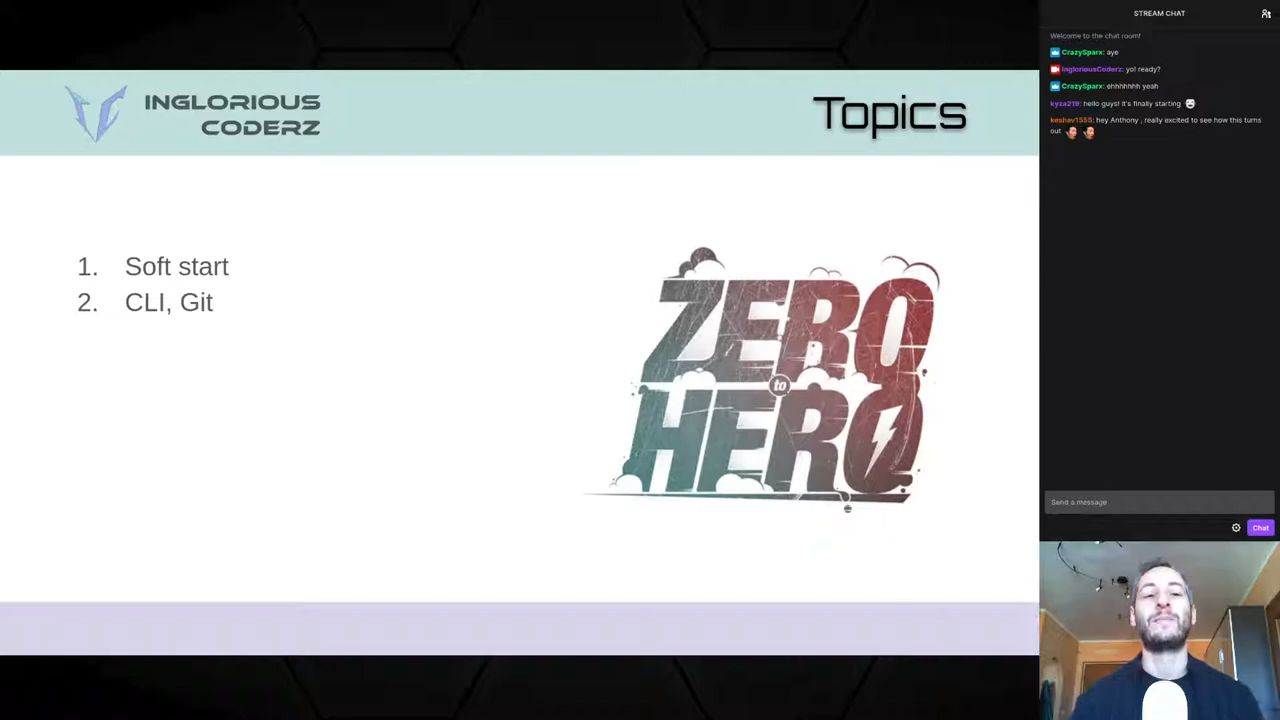 INGLORIOUS
CODERZ
Topics
1. Soft start
2. CLI, Git
ZERO
to
HERO
STREAM CHAT
Welcome to the chat room!
CrazySparx: aye
IngloriousCoderz: yo! ready?
CrazySparx: ehhhhhhh yeah
kyza219: hello guys! it's finally starting
keshav1555: hey Anthony , really excited to see how this turns
out
Send a message
Chat